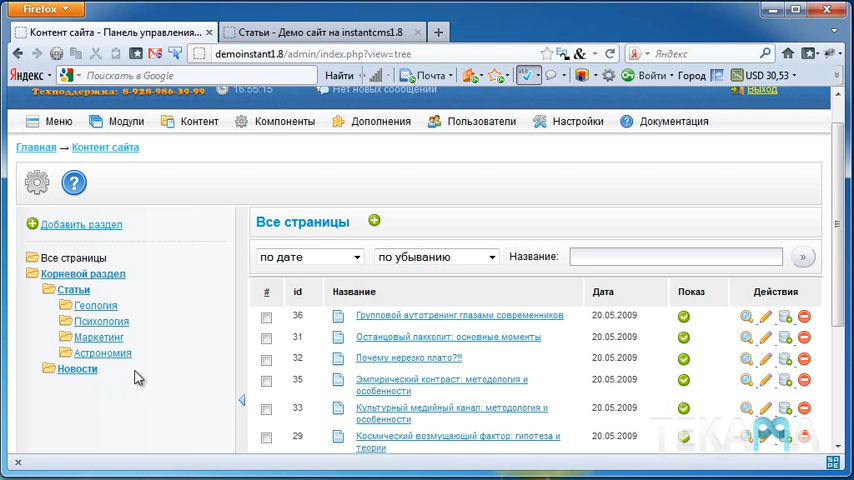 Firefox
Контент сайта - Панель управления... ×
Статьи - Демо сайт на instantcms1.8 ×
demoinstant1.8/admin/index.php?view=tree
Яндекс
Яндекс
Поиск в Google
Найти
Почта
Войти
Город
USD 30,53
Техподдержка: 8-928-986-39-99
16:55:15
Нет новых сообщений
Выход
Меню
Модули
Контент
Компоненты
Дополнения
Пользователи
Настройки
Документация
Главная → Контент сайта
Добавить раздел
Все страницы
Корневой раздел
Статьи
Геология
Психология
Маркетинг
Астрономия
Новости
Все страницы
по дате
по убыванию
Название:
»
# id Название Дата Показ Действия
36 Групповой аутотренинг глазами современников 20.05.2009
31 Останцовый лакколит: основные моменты 20.05.2009
32 Почему нерезко плато?!! 20.05.2009
35 Эмпирический контраст: методология и
особенности 20.05.2009
33 Культурный медийный канал: методология и
особенности 20.05.2009
29 Космический возмущающий фактор: гипотеза и
теории 20.05.2009
ТЕКАМА